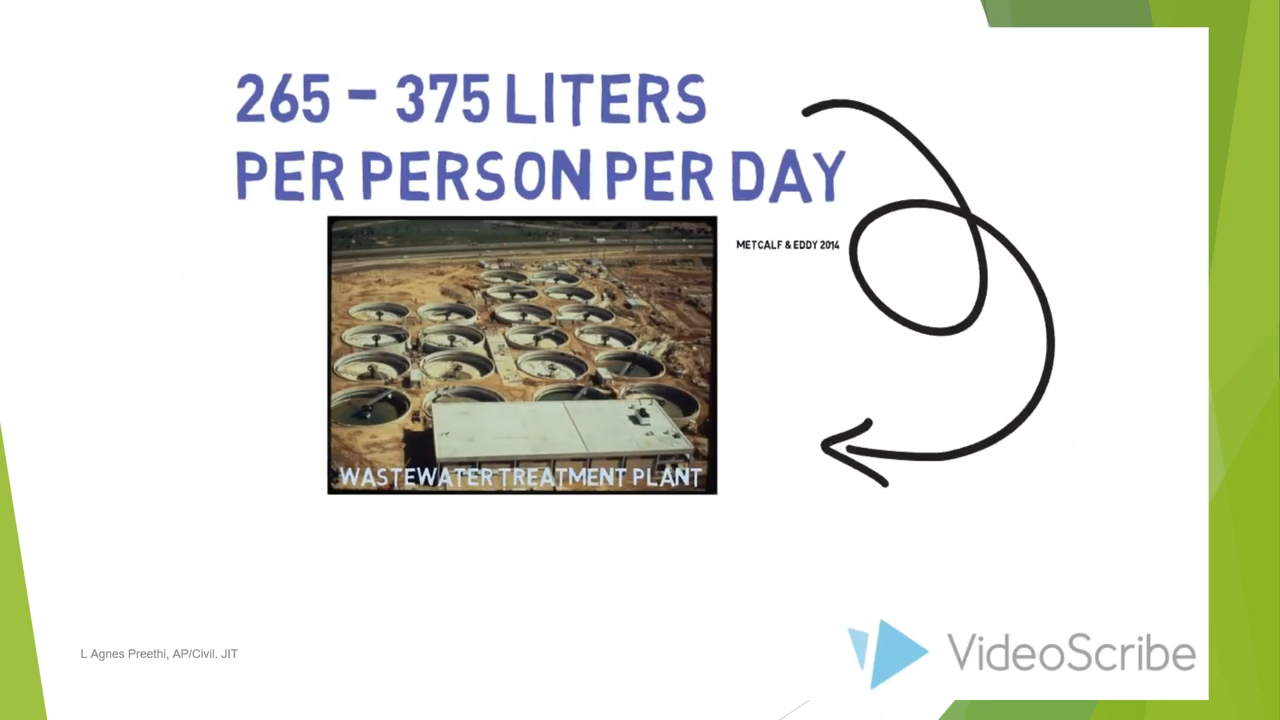 265 – 375 LITERS
PER PERSON PER DAY
METCALF & EDDY 2014
WASTEWATER TREATMENT PLANT
L Agnes Preethi, AP/Civil. JIT
VideoScribe